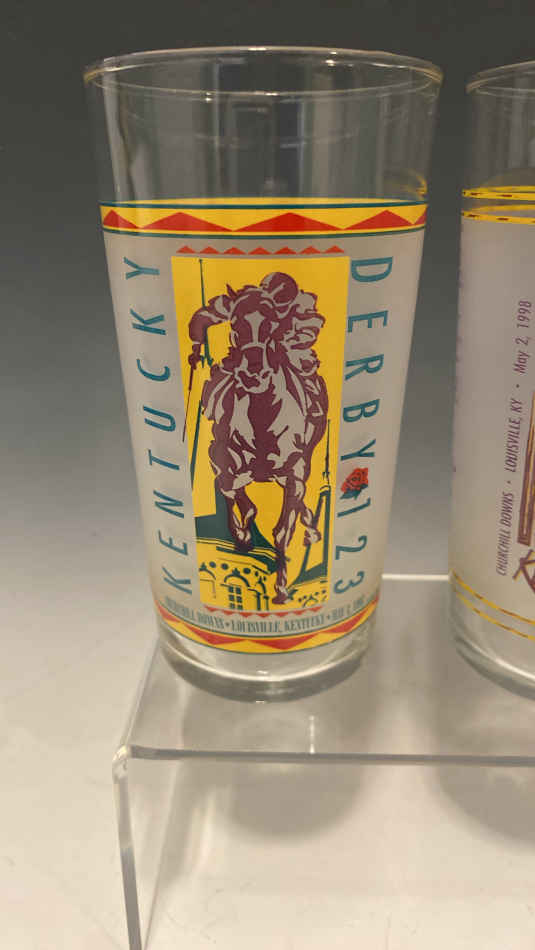 KENTUCKY
DERBY 123
CHURCHILL DOWNS • LOUISVILLE, KENTUCKY • MAY 3, 1997
CHURCHILL DOWNS • LOUISVILLE, KY • May 2, 1998